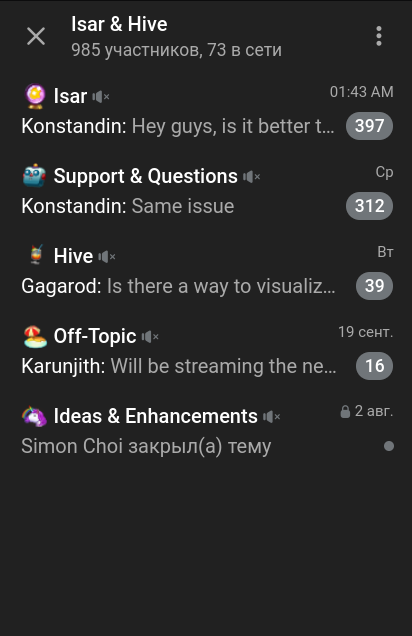 Isar & Hive
985 участников, 73 в сети
Isar 01:43 AM
Konstandin: Hey guys, is it better t... 397
Support & Questions Ср
Konstandin: Same issue 312
Hive Вт
Gagarod: Is there a way to visualiz... 39
Off-Topic 19 сент.
Karunjith: Will be streaming the ne... 16
Ideas & Enhancements 2 авг.
Simon Choi закрыл(а) тему